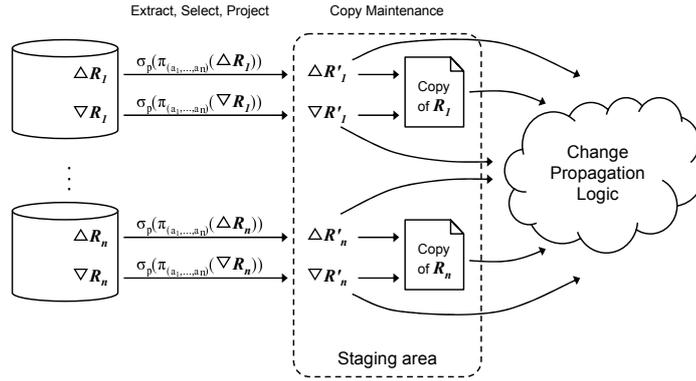 Extract, Select, Project
Copy Maintenance
△R₁
σₚ(π₍ₐ₁,...,ₐₙ₎(△R₁))
△R'₁
▽R₁
σₚ(π₍ₐ₁,...,ₐₙ₎(▽R₁))
▽R'₁
Copy
of R₁
Change
Propagation
Logic
△Rₙ
σₚ(π₍ₐ₁,...,ₐₙ₎(△Rₙ))
△R'ₙ
▽Rₙ
σₚ(π₍ₐ₁,...,ₐₙ₎(▽Rₙ))
▽R'ₙ
Copy
of Rₙ
Staging area